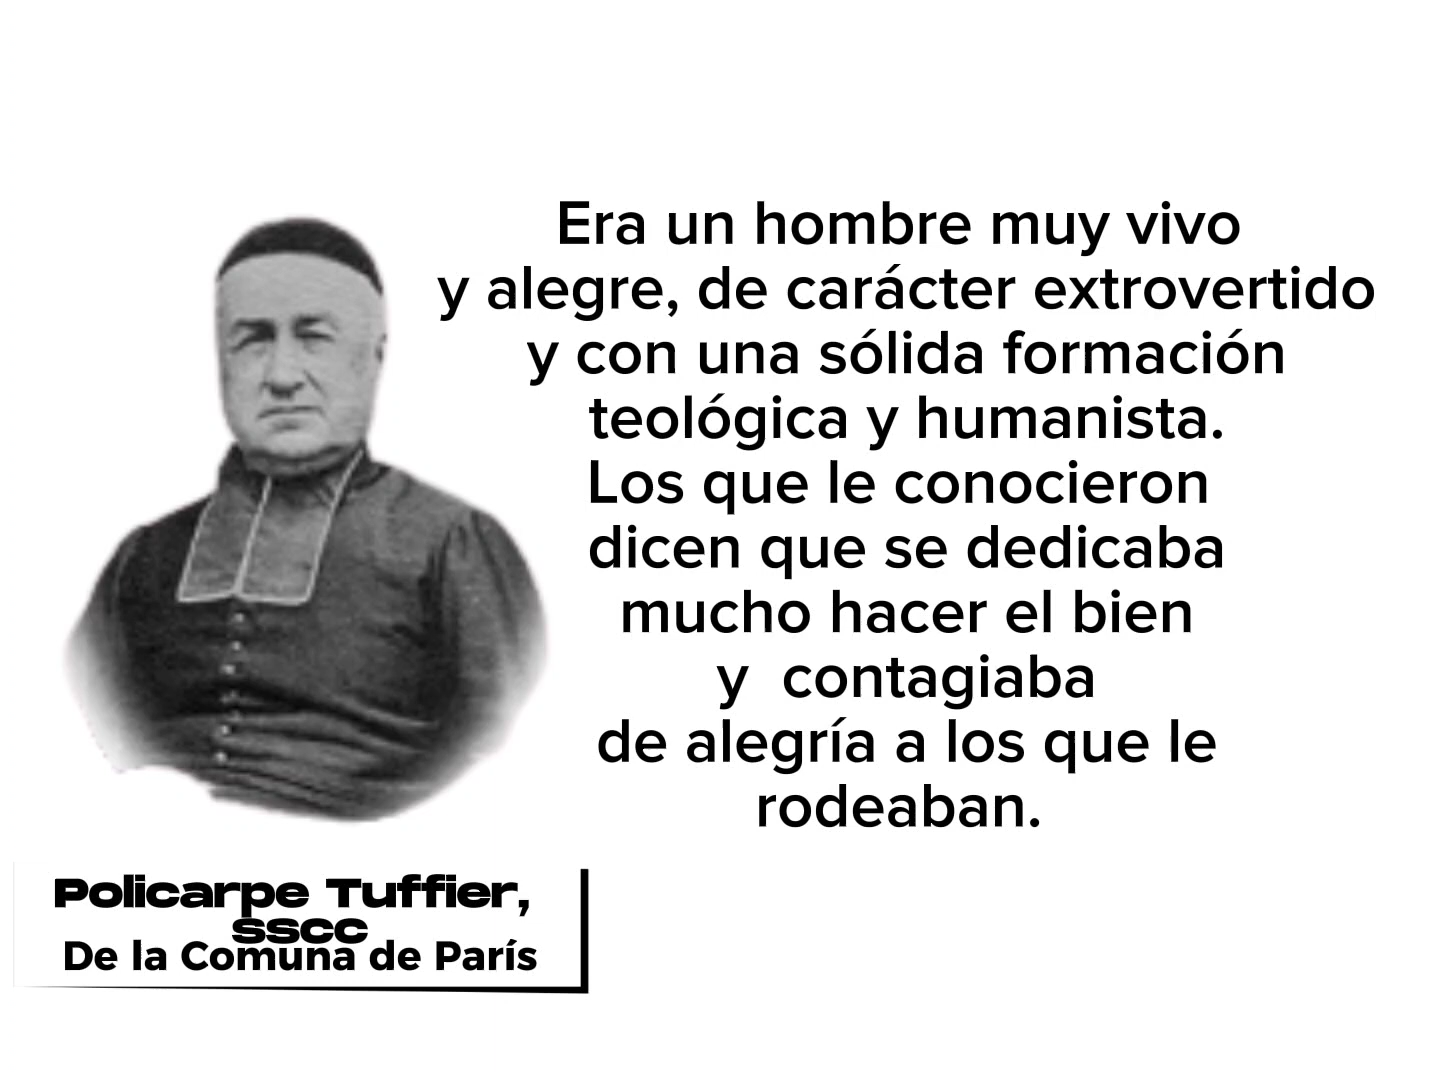 Era un hombre muy vivo
y alegre, de carácter extrovertido
y con una sólida formación
teológica y humanista.
Los que le conocieron
dicen que se dedicaba
mucho hacer el bien
y  contagiaba
de alegría a los que le
rodeaban.
Policarpe Tuffier,
sscc
De la Comuna de París